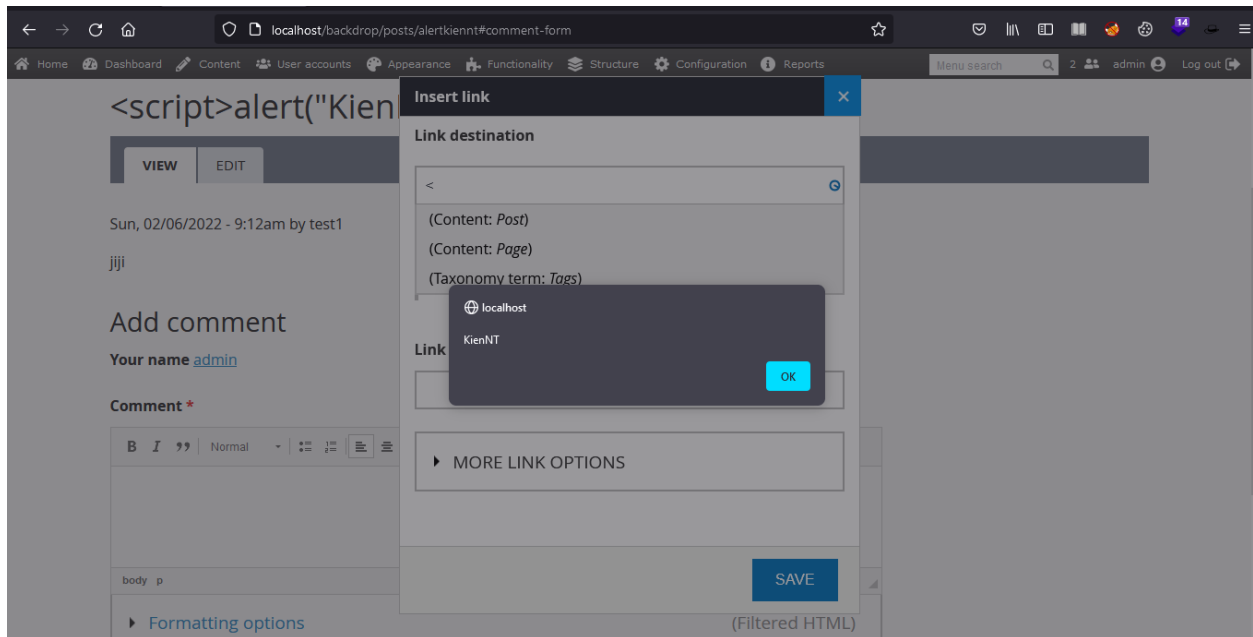 14
localhost/backdrop/posts/alertkiennt#comment-form
Home Dashboard Content User accounts Appearance Functionality Structure Configuration Reports Menu search 2 admin Log out
<script>alert("Kien
Insert link
Link destination
VIEW EDIT
<
(Content: Post)
(Content: Page)
(Taxonomy term: Tags)
Sun, 02/06/2022 - 9:12am by test1
jiji
localhost
KienNT
OK
Add comment
Link
Your name admin
Comment *
B I Normal
MORE LINK OPTIONS
body p
SAVE
Formatting options (Filtered HTML)